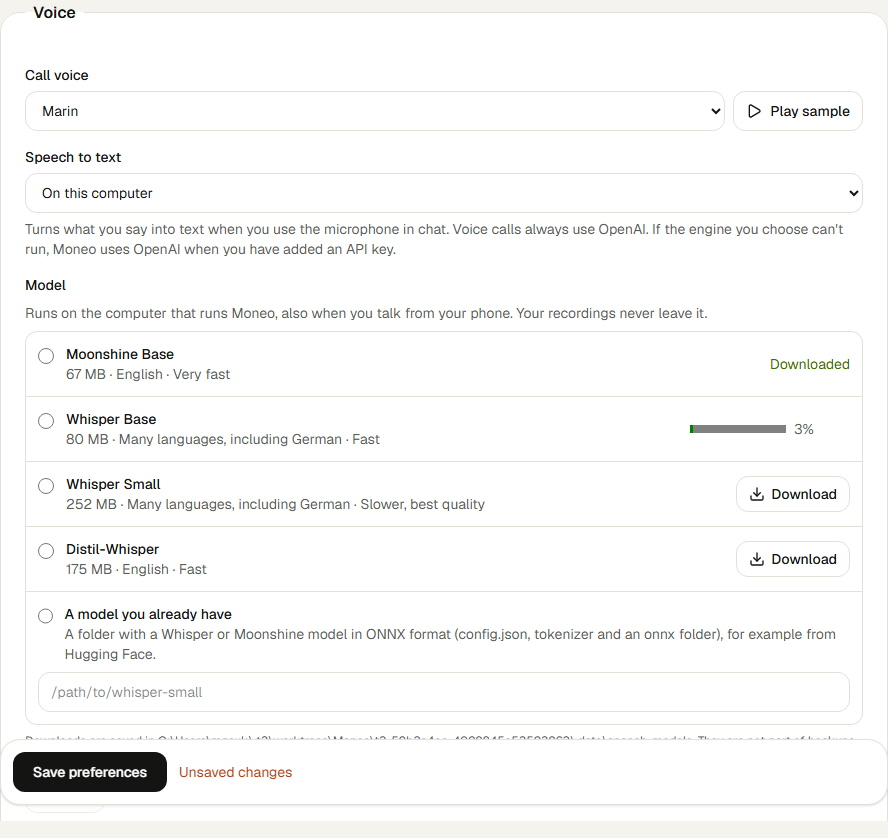 Voice
Call voice
Marin
Play sample
Speech to text
On this computer
Turns what you say into text when you use the microphone in chat. Voice calls always use OpenAI. If the engine you choose can't
run, Moneo uses OpenAI when you have added an API key.
Model
Runs on the computer that runs Moneo, also when you talk from your phone. Your recordings never leave it.
Moonshine Base
67 MB · English · Very fast
Downloaded
Whisper Base
80 MB · Many languages, including German · Fast
3%
Whisper Small
252 MB · Many languages, including German · Slower, best quality
Download
Distil-Whisper
175 MB · English · Fast
Download
A model you already have
A folder with a Whisper or Moonshine model in ONNX format (config.json, tokenizer and an onnx folder), for example from
Hugging Face.
/path/to/whisper-small
Downloads are saved in
Save preferences
Unsaved changes